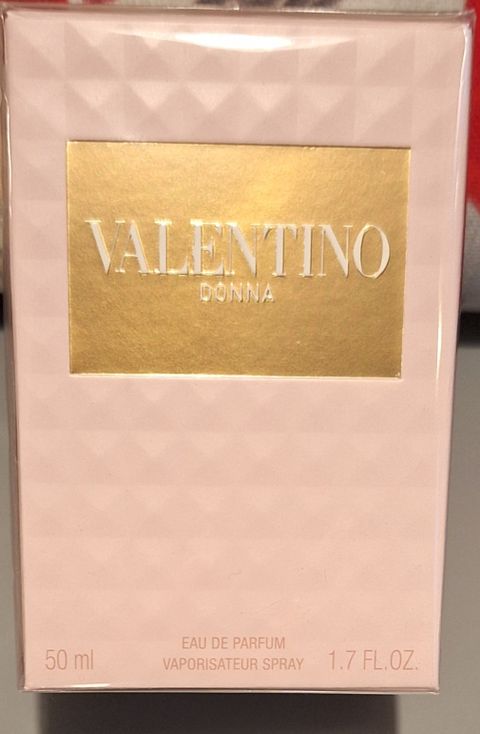 VALENTINO
DONNA
EAU DE PARFUM
50 ml VAPORISATEUR SPRAY 1.7 FL.OZ.